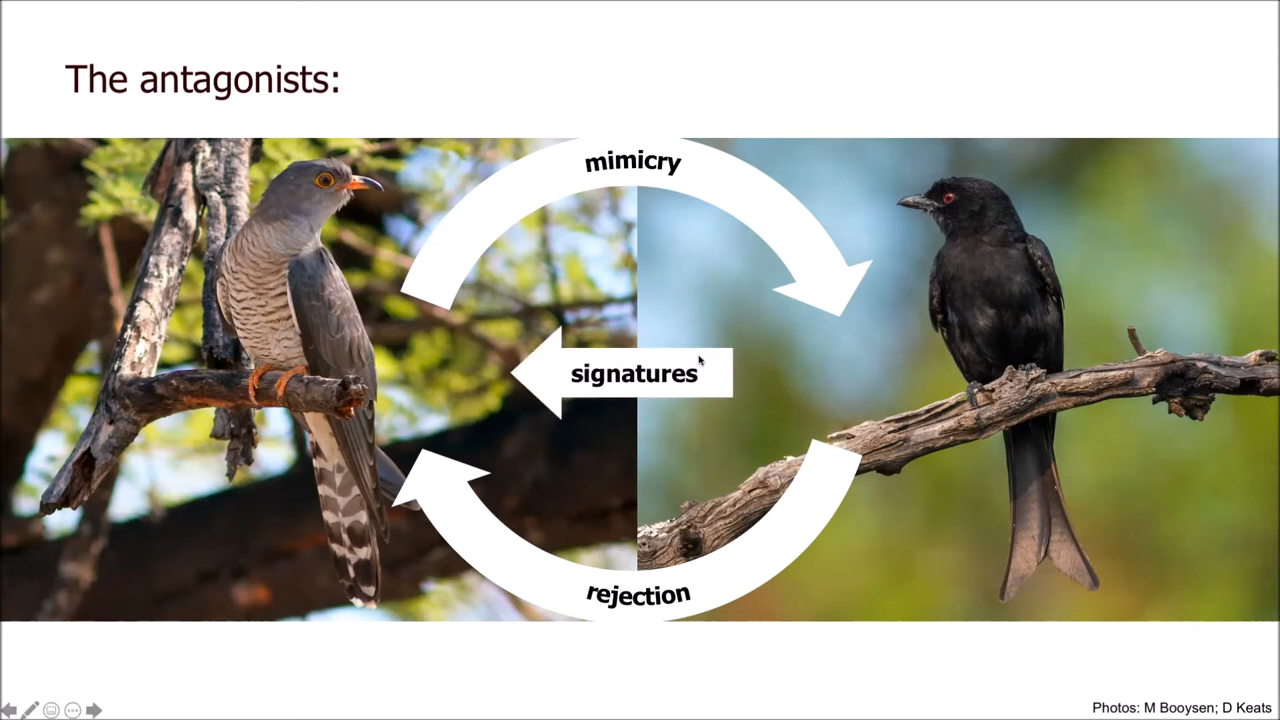 The antagonists:
mimicry
signatures
rejection
Photos: M Booysen; D Keats